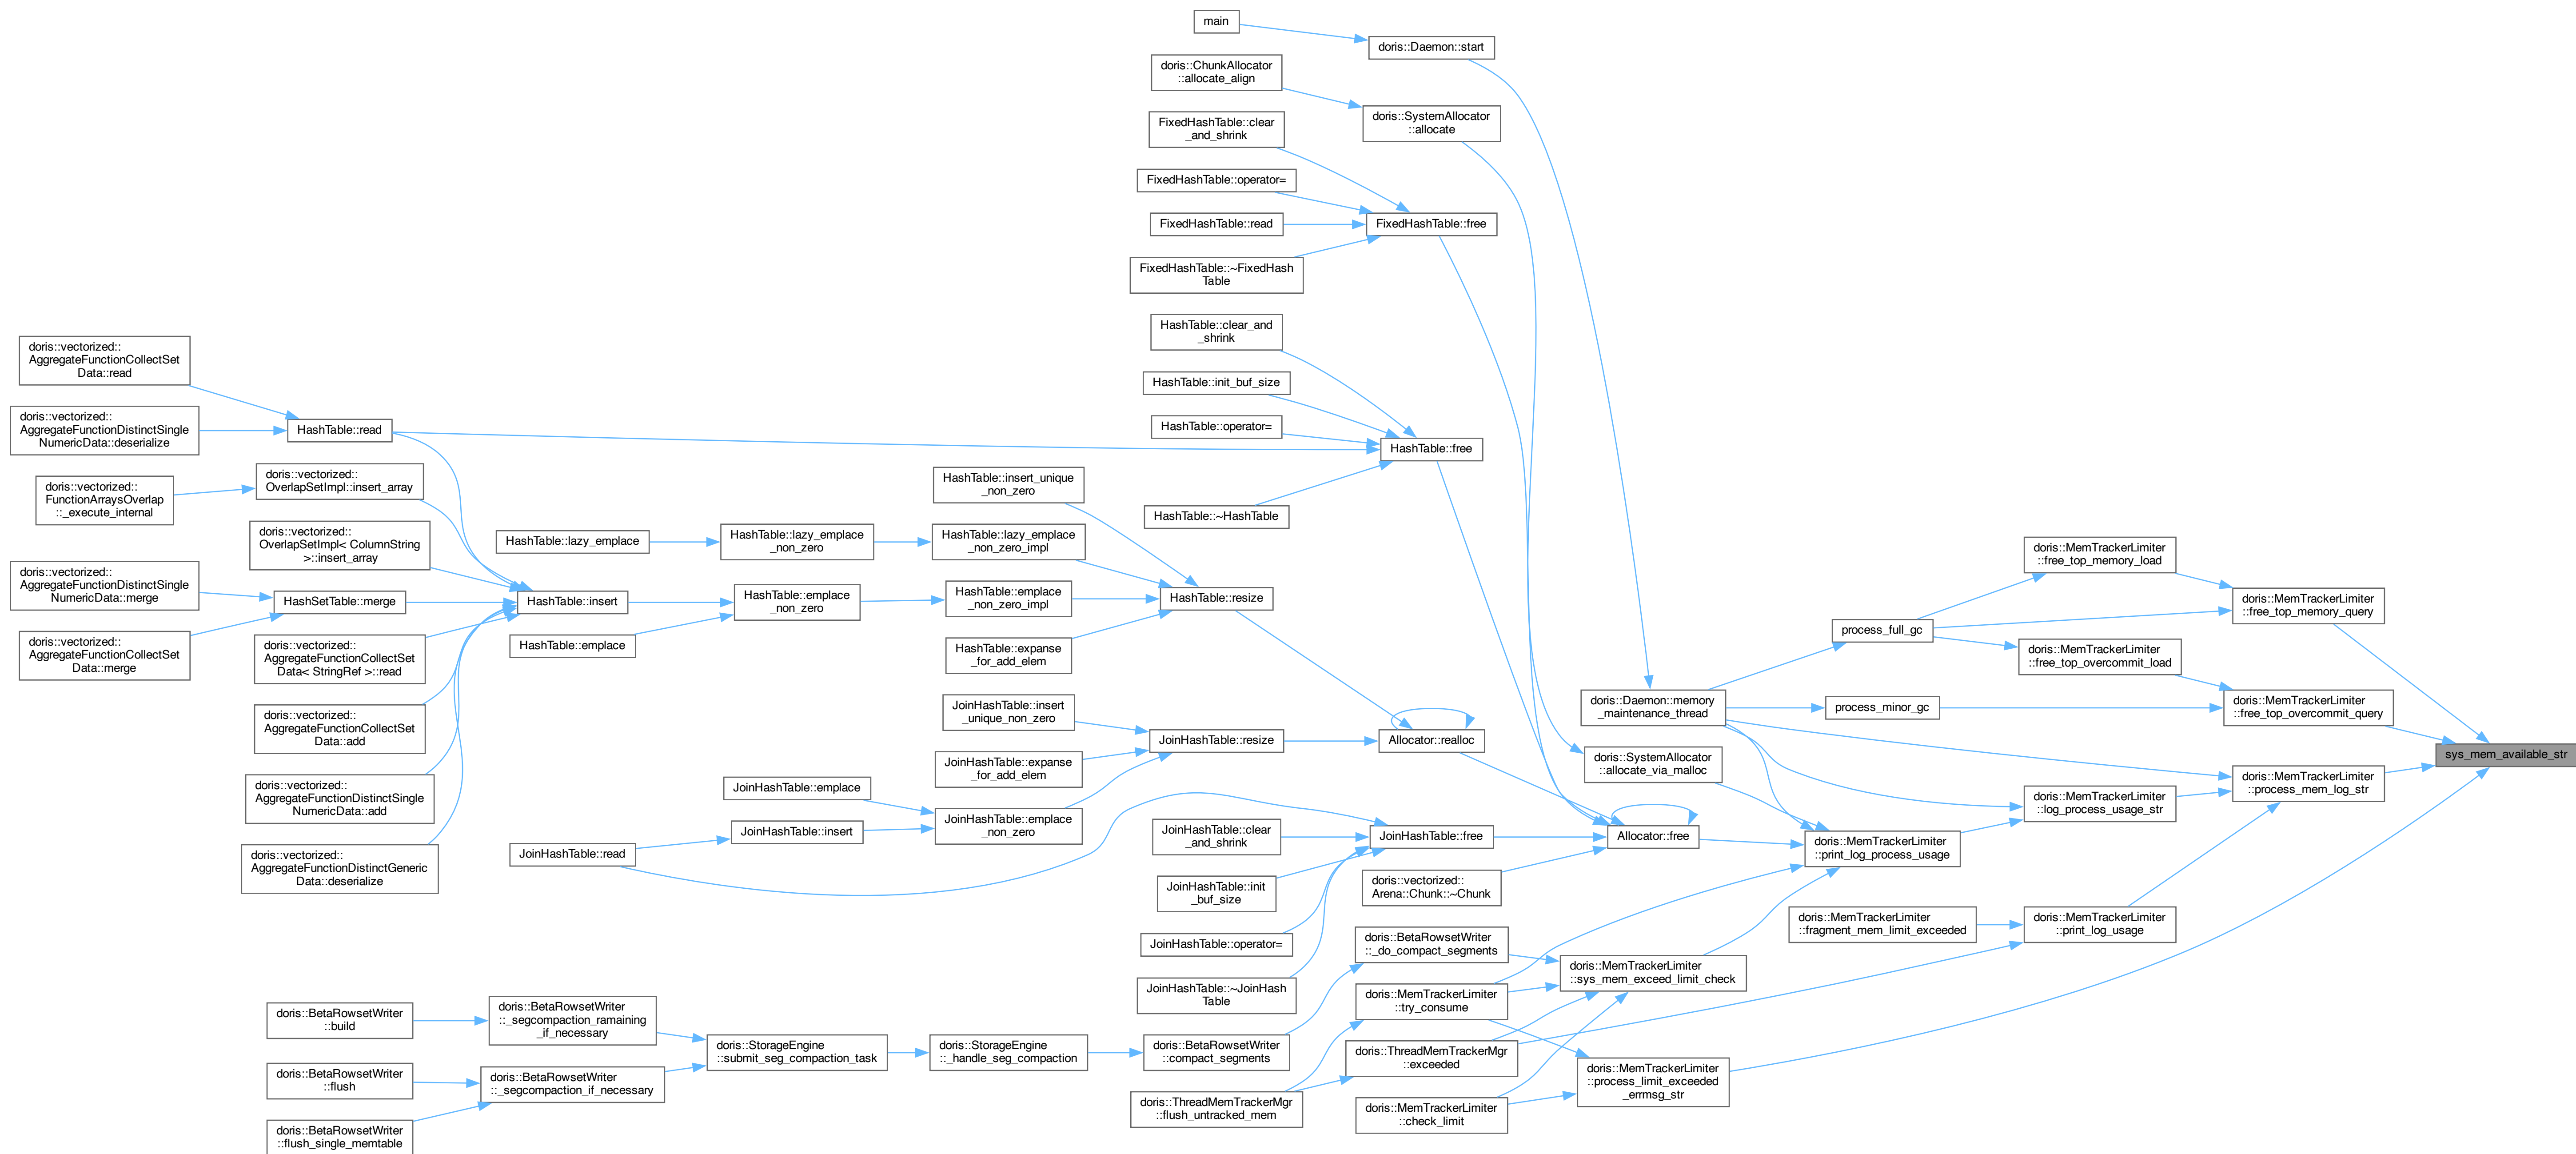 main
doris::Daemon::start
doris::ChunkAllocator
::allocate_align
doris::SystemAllocator
::allocate
FixedHashTable::clear
_and_shrink
FixedHashTable::operator=
FixedHashTable::read
FixedHashTable::free
FixedHashTable::~FixedHash
Table
HashTable::clear_and
_shrink
HashTable::init_buf_size
HashTable::operator=
HashTable::free
HashTable::~HashTable
doris::vectorized::
AggregateFunctionCollectSet
Data::read
doris::vectorized::
AggregateFunctionDistinctSingle
NumericData::deserialize
HashTable::read
doris::vectorized::
FunctionArraysOverlap
::_execute_internal
doris::vectorized::
OverlapSetImpl::insert_array
doris::vectorized::
OverlapSetImpl< ColumnString
>::insert_array
doris::vectorized::
AggregateFunctionDistinctSingle
NumericData::merge
HashSetTable::merge
doris::vectorized::
AggregateFunctionCollectSet
Data::merge
doris::vectorized::
AggregateFunctionCollectSet
Data< StringRef >::read
doris::vectorized::
AggregateFunctionCollectSet
Data::add
doris::vectorized::
AggregateFunctionDistinctSingle
NumericData::add
doris::vectorized::
AggregateFunctionDistinctGeneric
Data::deserialize
HashTable::lazy_emplace
HashTable::insert
HashTable::emplace
HashTable::lazy_emplace
_non_zero
HashTable::emplace
_non_zero
HashTable::insert_unique
_non_zero
HashTable::lazy_emplace
_non_zero_impl
HashTable::emplace
_non_zero_impl
HashTable::expanse
_for_add_elem
HashTable::resize
JoinHashTable::insert
_unique_non_zero
JoinHashTable::expanse
_for_add_elem
JoinHashTable::emplace
_non_zero
JoinHashTable::resize
Allocator::realloc
JoinHashTable::emplace
JoinHashTable::insert
JoinHashTable::read
JoinHashTable::clear
_and_shrink
JoinHashTable::free
JoinHashTable::init
_buf_size
JoinHashTable::operator=
JoinHashTable::~JoinHash
Table
doris::vectorized::
Arena::Chunk::~Chunk
Allocator::free
doris::Daemon::memory
_maintenance_thread
doris::SystemAllocator
::allocate_via_malloc
process_full_gc
process_minor_gc
doris::MemTrackerLimiter
::free_top_memory_load
doris::MemTrackerLimiter
::free_top_memory_query
doris::MemTrackerLimiter
::free_top_overcommit_load
doris::MemTrackerLimiter
::free_top_overcommit_query
sys_mem_available_str
doris::MemTrackerLimiter
::process_mem_log_str
doris::MemTrackerLimiter
::log_process_usage_str
doris::MemTrackerLimiter
::print_log_process_usage
doris::MemTrackerLimiter
::fragment_mem_limit_exceeded
doris::MemTrackerLimiter
::print_log_usage
doris::BetaRowsetWriter
::_do_compact_segments
doris::MemTrackerLimiter
::sys_mem_exceed_limit_check
doris::MemTrackerLimiter
::try_consume
doris::ThreadMemTrackerMgr
::exceeded
doris::MemTrackerLimiter
::process_limit_exceeded
_errmsg_str
doris::ThreadMemTrackerMgr
::flush_untracked_mem
doris::MemTrackerLimiter
::check_limit
doris::BetaRowsetWriter
::build
doris::BetaRowsetWriter
::_segcompaction_ramaining
_if_necessary
doris::StorageEngine
::submit_seg_compaction_task
doris::StorageEngine
::_handle_seg_compaction
doris::BetaRowsetWriter
::compact_segments
doris::BetaRowsetWriter
::flush
doris::BetaRowsetWriter
::_segcompaction_if_necessary
doris::BetaRowsetWriter
::flush_single_memtable